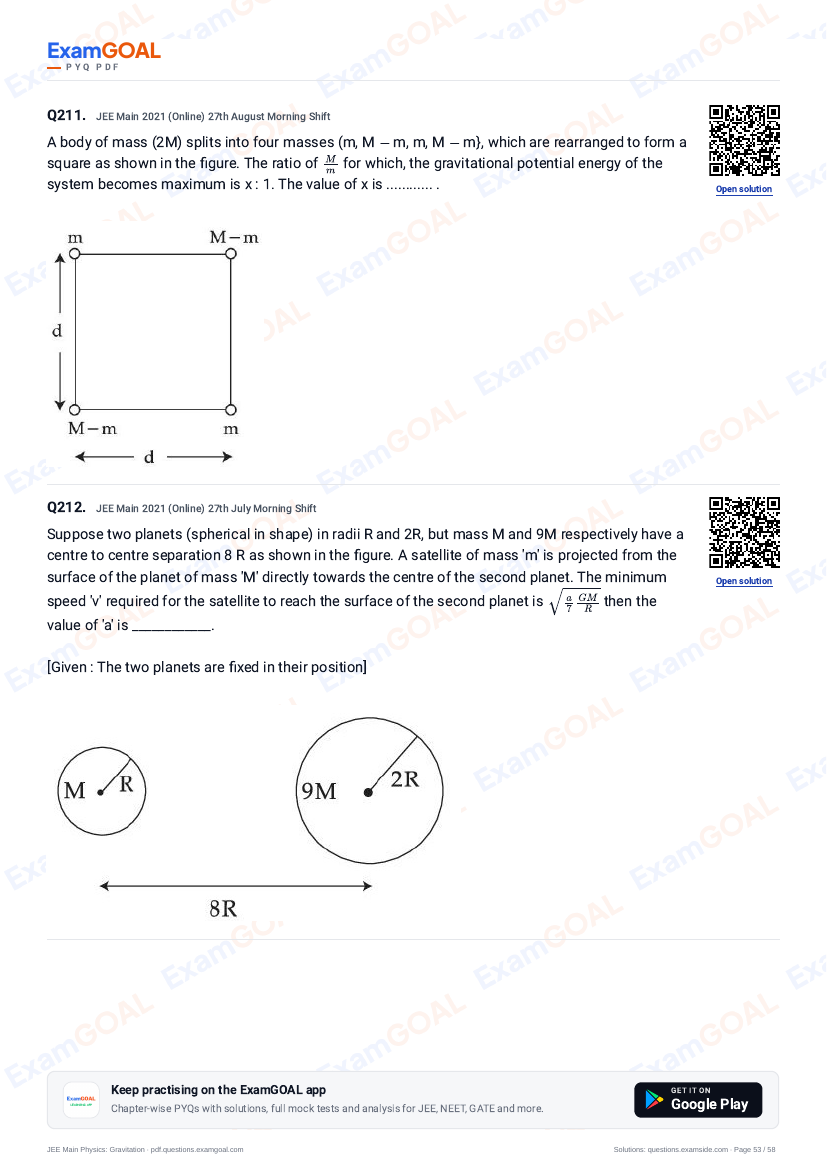 ExamGOAL
PYQ PDF
Q211. JEE Main 2021 (Online) 27th August Morning Shift
A body of mass (2M) splits into four masses (m, M − m, m, M − m}, which are rearranged to form a
square as shown in the figure. The ratio of M/m for which, the gravitational potential energy of the
system becomes maximum is x : 1. The value of x is ............ .
Open solution
m M−m
d
M−m m
d
Q212. JEE Main 2021 (Online) 27th July Morning Shift
Suppose two planets (spherical in shape) in radii R and 2R, but mass M and 9M respectively have a
centre to centre separation 8 R as shown in the figure. A satellite of mass 'm' is projected from the
surface of the planet of mass 'M' directly towards the centre of the second planet. The minimum
speed 'v' required for the satellite to reach the surface of the second planet is √(a/7 GM/R) then the
value of 'a' is ____________.
Open solution
[Given : The two planets are fixed in their position]
M R
9M 2R
8R
Keep practising on the ExamGOAL app
Chapter-wise PYQs with solutions, full mock tests and analysis for JEE, NEET, GATE and more.
GET IT ON
Google Play
JEE Main Physics: Gravitation · pdf.questions.examgoal.com
Solutions: questions.examside.com · Page 53 / 58